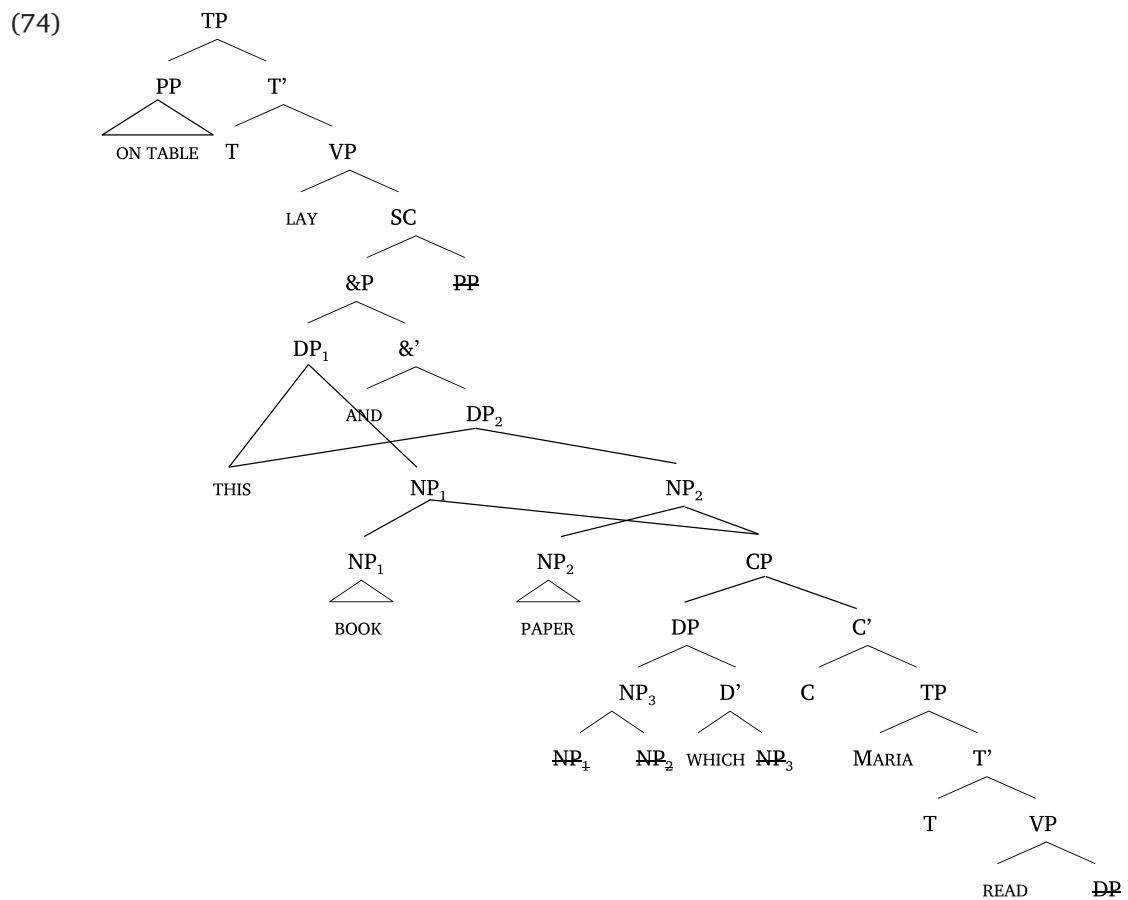 (74) TP
PP T’
ON TABLE T VP
LAY SC
&P PP
DP1 &’
AND DP2
THIS NP1 NP2
NP1 NP2 CP
BOOK PAPER DP C’
NP3 D’ C TP
NP1 NP2 WHICH NP3 MARIA T’
T VP
READ DP